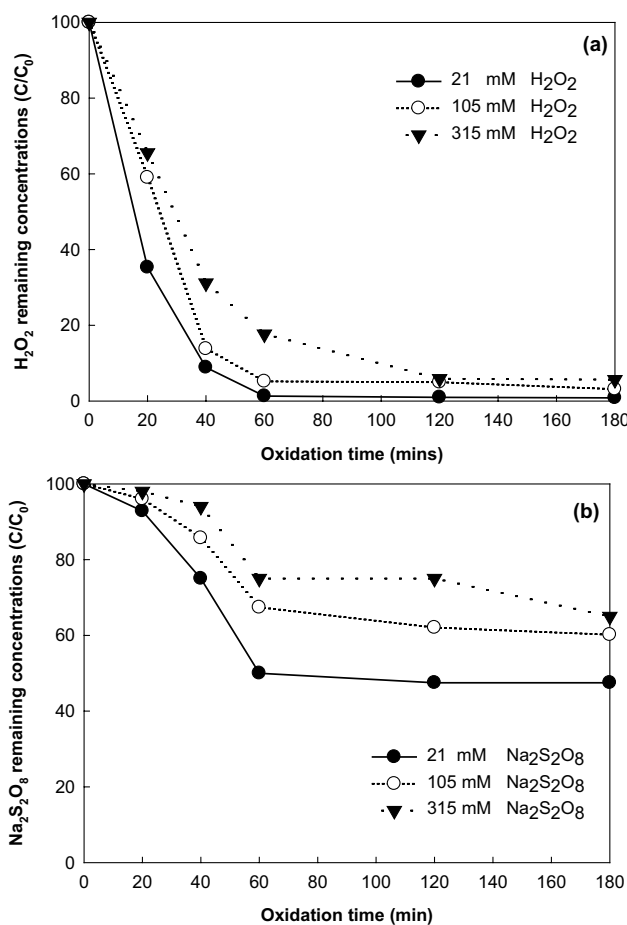 (a)
100
80
60
40
20
0
H₂O₂ remaining concentrations (C/C₀)
21 mM H₂O₂
105 mM H₂O₂
315 mM H₂O₂
0 20 40 60 80 100 120 140 160 180
Oxidation time (mins)
(b)
100
80
60
40
20
0
Na₂S₂O₈ remaining concentrations (C/C₀)
21 mM Na₂S₂O₈
105 mM Na₂S₂O₈
315 mM Na₂S₂O₈
0 20 40 60 80 100 120 140 160 180
Oxidation time (min)